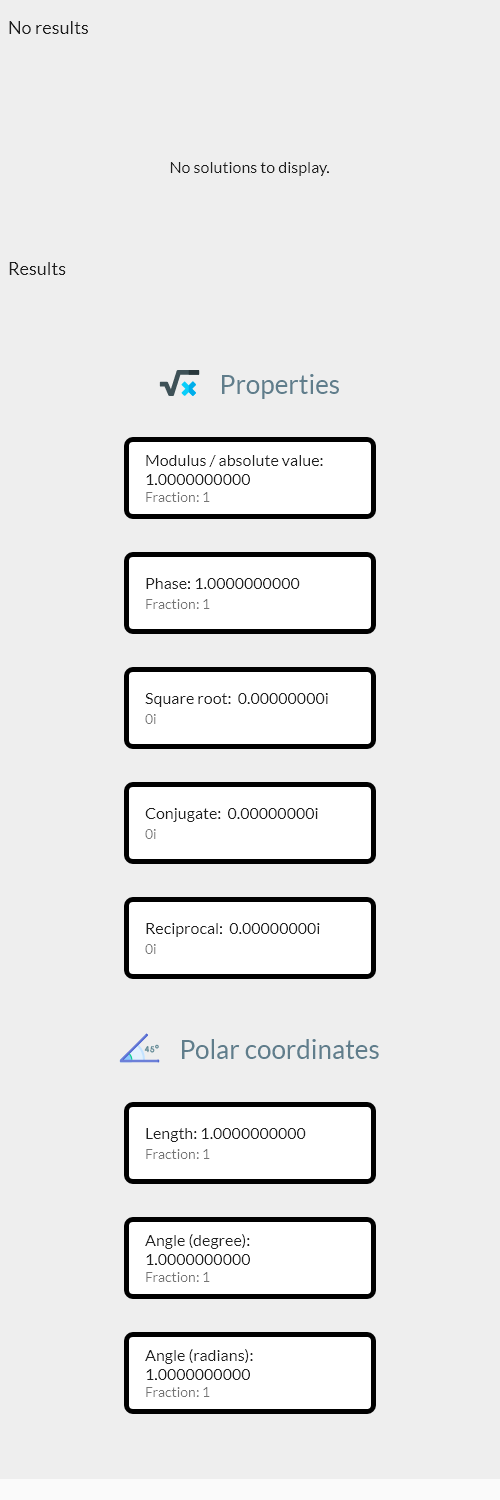 No results
No solutions to display.
Results
Properties
Modulus / absolute value:
1.0000000000
Fraction: 1
Phase: 1.0000000000
Fraction: 1
Square root:  0.00000000i
0i
Conjugate:  0.00000000i
0i
Reciprocal:  0.00000000i
0i
45°
Polar coordinates
Length: 1.0000000000
Fraction: 1
Angle (degree):
1.0000000000
Fraction: 1
Angle (radians):
1.0000000000
Fraction: 1